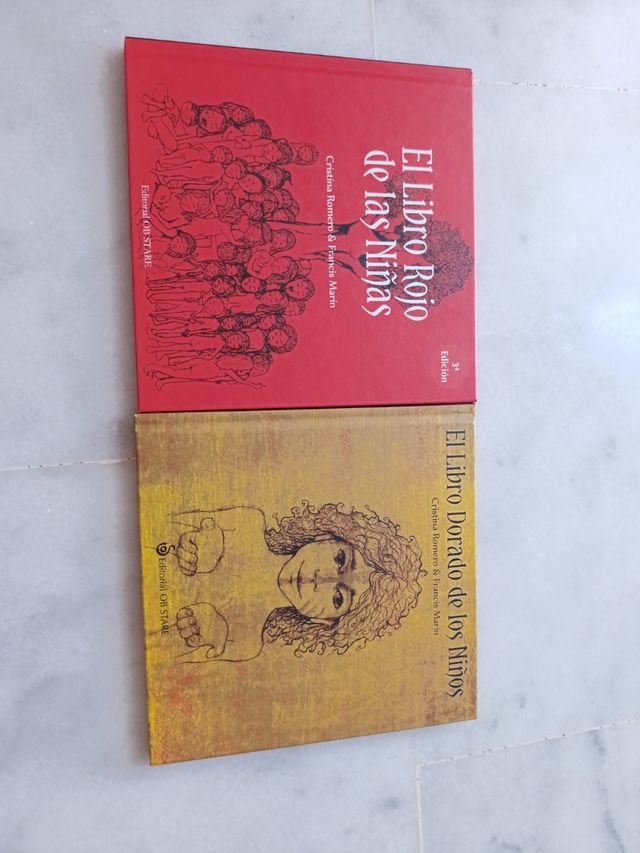 El Libro Rojo
de las Niñas
Cristina Romero & Francis Marín
3ª
Edición
Editorial OB STARE
El Libro Dorado de los Niños
Cristina Romero & Francis Marín
Editorial OB STARE